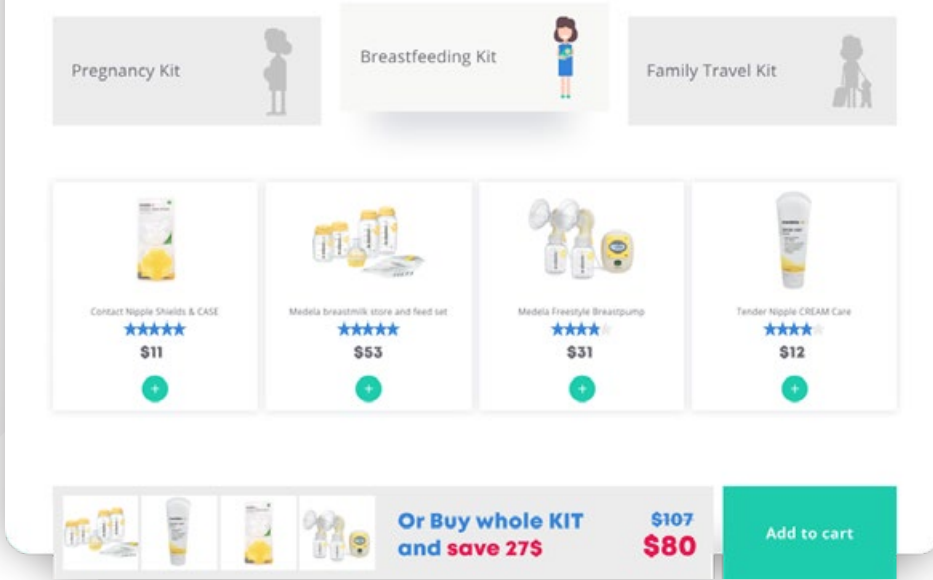 Pregnancy Kit
Breastfeeding Kit
Family Travel Kit
Contact Nipple Shields & CASE
$11
+
Medela breastmilk store and feed set
$53
+
Medela Freestyle Breastpump
$31
+
Tender Nipple CREAM Care
$12
+
Or Buy whole KIT
and save 27$
$107
$80
Add to cart